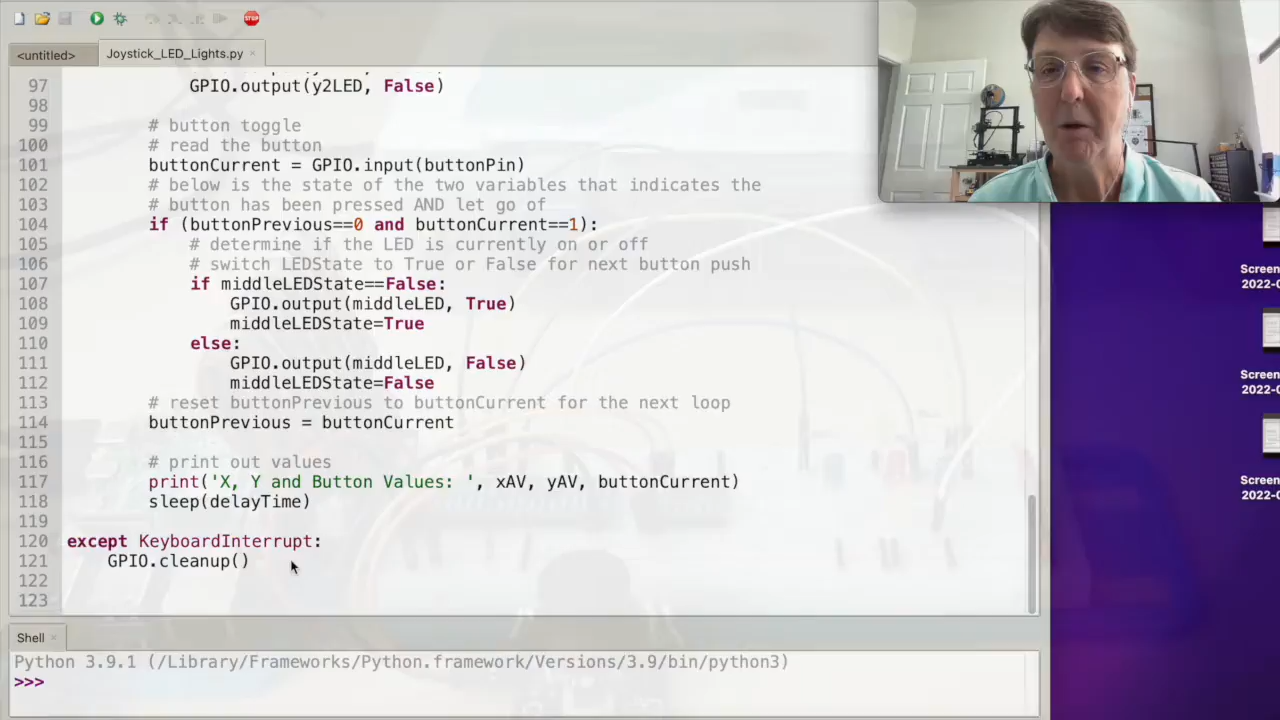 STOP
<untitled>
Joystick_LED_Lights.py
97 GPIO.output(y2LED, False)
98
99 # button toggle
100 # read the button
101 buttonCurrent = GPIO.input(buttonPin)
102 # below is the state of the two variables that indicates the
103 # button has been pressed AND let go of
104 if (buttonPrevious==0 and buttonCurrent==1):
105 # determine if the LED is currently on or off
106 # switch LEDState to True or False for next button push
107 if middleLEDState==False:
108 GPIO.output(middleLED, True)
109 middleLEDState=True
110 else:
111 GPIO.output(middleLED, False)
112 middleLEDState=False
113 # reset buttonPrevious to buttonCurrent for the next loop
114 buttonPrevious = buttonCurrent
115
116 # print out values
117 print('X, Y and Button Values: ', xAV, yAV, buttonCurrent)
118 sleep(delayTime)
119
120 except KeyboardInterrupt:
121 GPIO.cleanup()
122
123
Shell
Python 3.9.1 (/Library/Frameworks/Python.framework/Versions/3.9/bin/python3)
>>>
Screen
2022-0
Screen
2022-0
Screen
2022-0